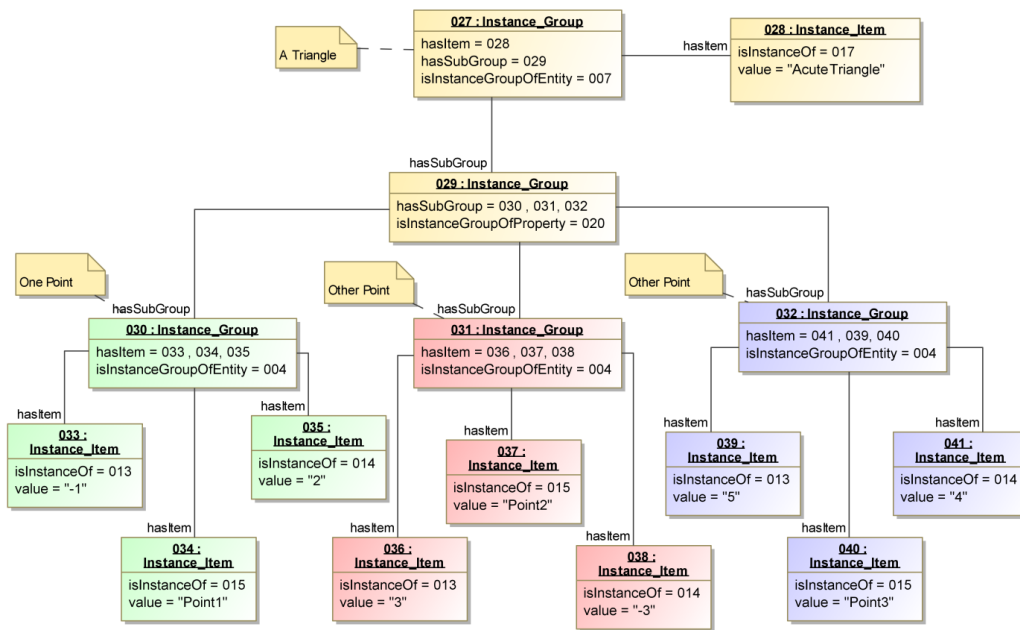 027 : Instance_Group
hasItem = 028
hasSubGroup = 029
isInstanceGroupOfEntity = 007
A Triangle
hasItem
028 : Instance_Item
isInstanceOf = 017
value = "AcuteTriangle"
hasSubGroup
029 : Instance_Group
hasSubGroup = 030 , 031, 032
isInstanceGroupOfProperty = 020
One Point
hasSubGroup
Other Point
hasSubGroup
Other Point
hasSubGroup
030 : Instance_Group
hasItem = 033 , 034, 035
isInstanceGroupOfEntity = 004
031 : Instance_Group
hasItem = 036 , 037, 038
isInstanceGroupOfEntity = 004
032 : Instance_Group
hasItem = 041 , 039, 040
isInstanceGroupOfEntity = 004
hasItem
033 :
Instance_Item
isInstanceOf = 013
value = "-1"
hasItem
035 :
Instance_Item
isInstanceOf = 014
value = "2"
hasItem
037 :
Instance_Item
isInstanceOf = 015
value = "Point2"
hasItem
039 :
Instance_Item
isInstanceOf = 013
value = "5"
hasItem
041 :
Instance_Item
isInstanceOf = 014
value = "4"
hasItem
034 :
Instance_Item
isInstanceOf = 015
value = "Point1"
hasItem
036 :
Instance_Item
isInstanceOf = 013
value = "3"
hasItem
038 :
Instance_Item
isInstanceOf = 014
value = "-3"
hasItem
040 :
Instance_Item
isInstanceOf = 015
value = "Point3"